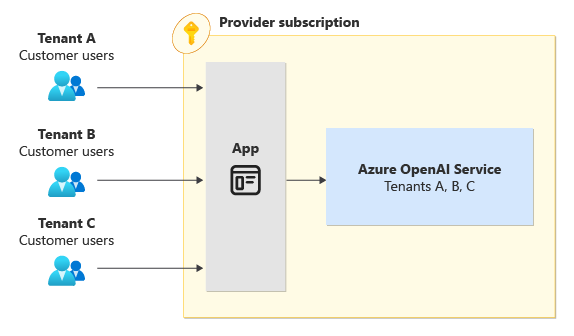 Provider subscription
Tenant A
Customer users
Tenant B
Customer users
Tenant C
Customer users
App
Azure OpenAI Service
Tenants A, B, C